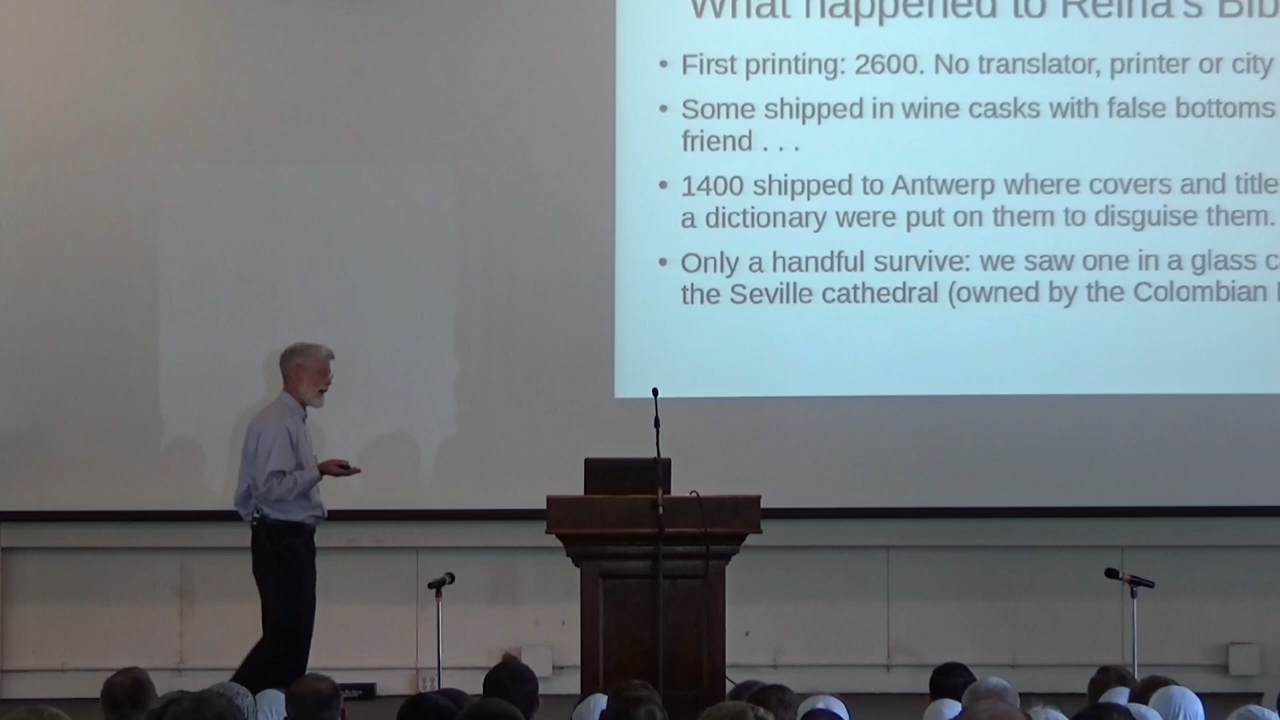 What happened to Reina's Bib
• First printing: 2600. No translator, printer or city
• Some shipped in wine casks with false bottoms
friend . . .
• 1400 shipped to Antwerp where covers and title
a dictionary were put on them to disguise them.
• Only a handful survive: we saw one in a glass c
the Seville cathedral (owned by the Colombian